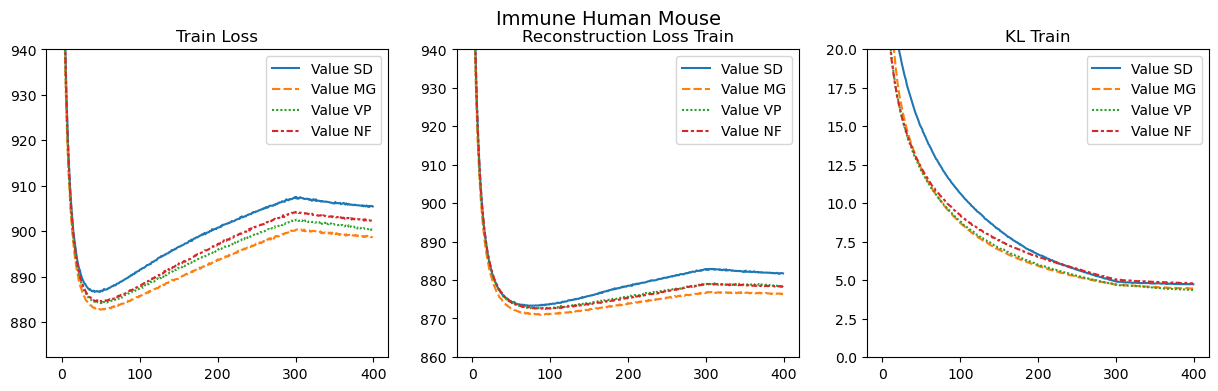 Immune Human Mouse
Train Loss
940
930
920
910
900
890
880
0
100
200
300
400
Value SD
Value MG
Value VP
Value NF
Reconstruction Loss Train
940
930
920
910
900
890
880
870
860
0
100
200
300
400
Value SD
Value MG
Value VP
Value NF
KL Train
20.0
17.5
15.0
12.5
10.0
7.5
5.0
2.5
0.0
0
100
200
300
400
Value SD
Value MG
Value VP
Value NF